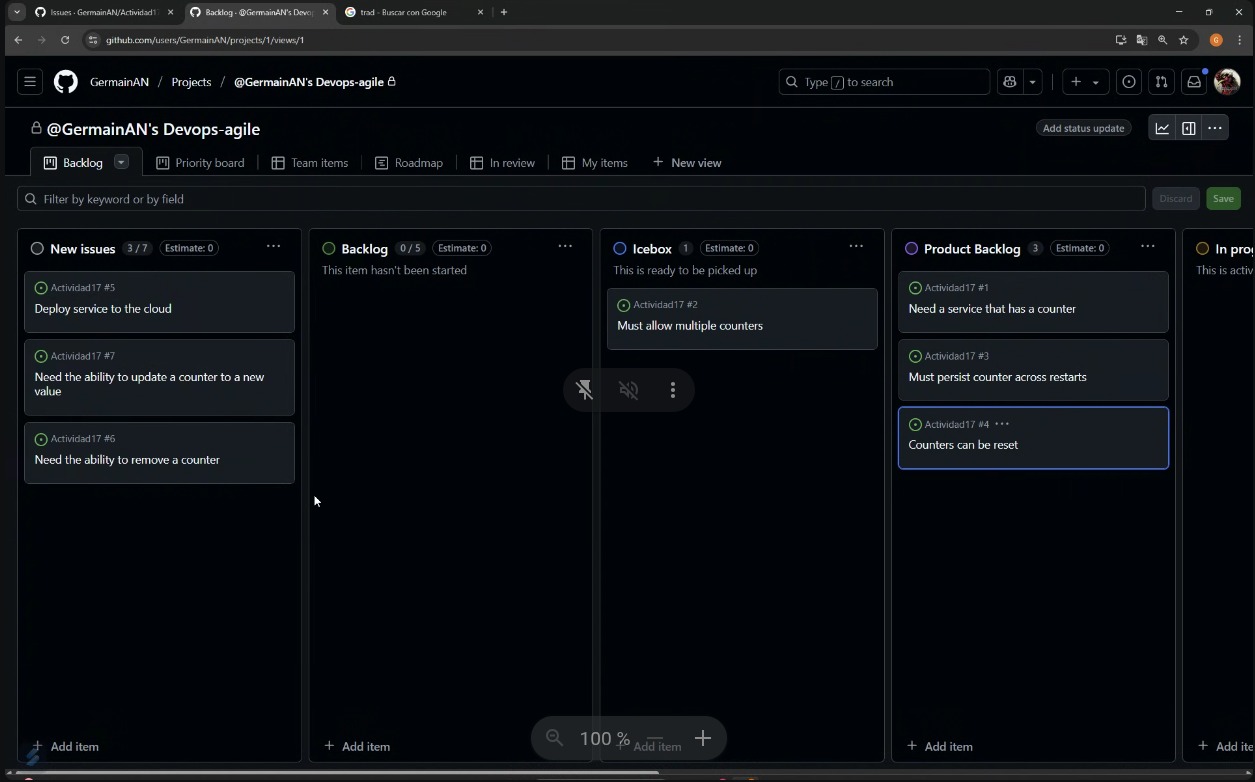 Issues · GermainAN/Actividad1
Backlog · @GermainAN's Devo
trad - Buscar con Google
github.com/users/GermainAN/projects/1/views/1
G
GermainAN / Projects / @GermainAN's Devops-agile
Type / to search
@GermainAN's Devops-agile
Add status update
Backlog
Priority board
Team items
Roadmap
In review
My items
New view
Filter by keyword or by field
Discard
Save
New issues 3 / 7 Estimate: 0
Actividad17 #5
Deploy service to the cloud
Actividad17 #7
Need the ability to update a counter to a new
value
Actividad17 #6
Need the ability to remove a counter
+ Add item
Backlog 0 / 5 Estimate: 0
This item hasn't been started
+ Add item
Icebox 1 Estimate: 0
This is ready to be picked up
Actividad17 #2
Must allow multiple counters
+ Add item
Product Backlog 3 Estimate: 0
Actividad17 #1
Need a service that has a counter
Actividad17 #3
Must persist counter across restarts
Actividad17 #4
Counters can be reset
+ Add item
In prog
This is activ
+ Add ite
100 %